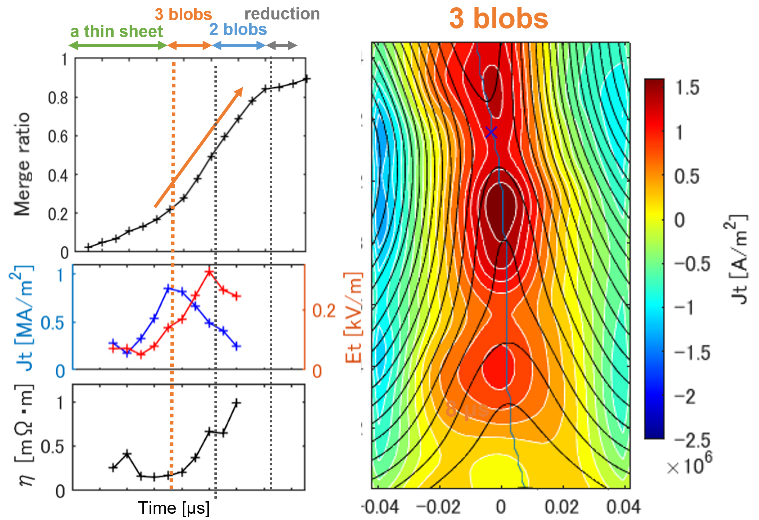 3 blobs
reduction
a thin sheet
2 blobs
3 blobs
1
0.8
0.6
0.4
0.2
0
Merge ratio
1
0.5
0
Jt [MA/m²]
0.2
0
Et [kV/m]
1
0.5
0
η [mΩ・m]
Time [μs]
8 μs
-0.04
-0.02
0
0.02
0.04
1.5
1
0.5
0
−0.5
−1
−1.5
−2
-2.5
×10⁶
Jt [A/m²]